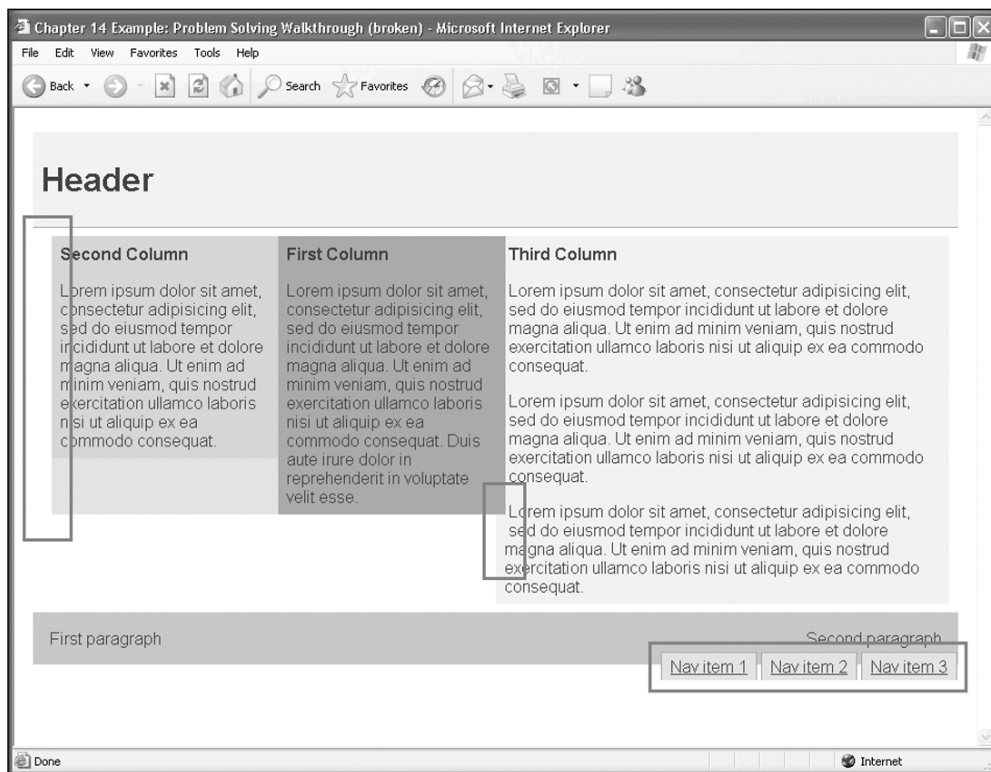 Chapter 14 Example: Problem Solving Walkthrough (broken) - Microsoft Internet Explorer
File Edit View Favorites Tools Help
Back Search Favorites
Header
Second Column
Lorem ipsum dolor sit amet,
consectetur adipisicing elit,
sed do eiusmod tempor
incididunt ut labore et dolore
magna aliqua. Ut enim ad
minim veniam, quis nostrud
exercitation ullamco laboris
nisi ut aliquip ex ea
commodo consequat.
First Column
Lorem ipsum dolor sit amet,
consectetur adipisicing elit,
sed do eiusmod tempor
incididunt ut labore et dolore
magna aliqua. Ut enim ad
minim veniam, quis nostrud
exercitation ullamco laboris
nisi ut aliquip ex ea
commodo consequat. Duis
aute irure dolor in
reprehenderit in voluptate
velit esse.
Third Column
Lorem ipsum dolor sit amet, consectetur adipisicing elit,
sed do eiusmod tempor incididunt ut labore et dolore
magna aliqua. Ut enim ad minim veniam, quis nostrud
exercitation ullamco laboris nisi ut aliquip ex ea commodo
consequat.
Lorem ipsum dolor sit amet, consectetur adipisicing elit,
sed do eiusmod tempor incididunt ut labore et dolore
magna aliqua. Ut enim ad minim veniam, quis nostrud
exercitation ullamco laboris nisi ut aliquip ex ea commodo
consequat.
Lorem ipsum dolor sit amet, consectetur adipisicing elit,
sed do eiusmod tempor incididunt ut labore et dolore
magna aliqua. Ut enim ad minim veniam, quis nostrud
exercitation ullamco laboris nisi ut aliquip ex ea commodo
consequat.
First paragraph
Second paragraph
Nav item 1 Nav item 2 Nav item 3
Done Internet